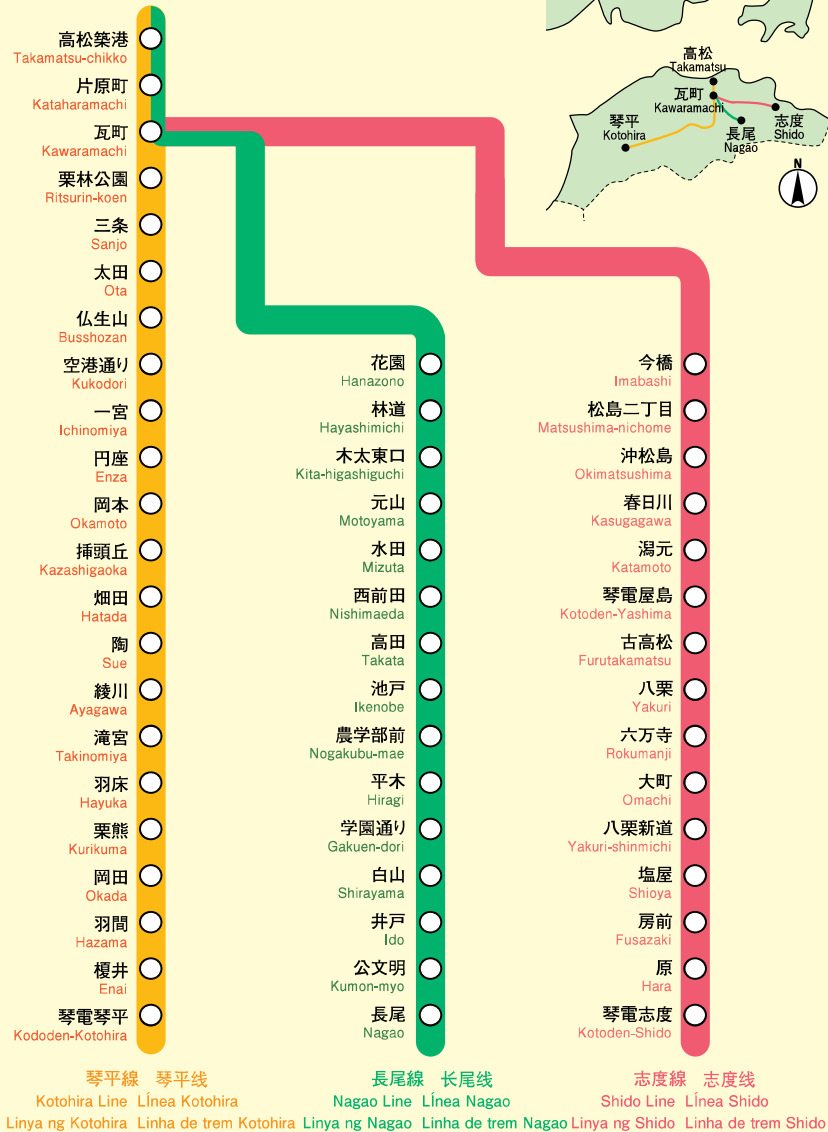 高松築港
Takamatsu-chikko
片原町
Kataharamachi
瓦町
Kawaramachi
栗林公園
Ritsurin-koen
三条
Sanjo
太田
Ota
仏生山
Busshozan
空港通り
Kukodori
一宮
Ichinomiya
円座
Enza
岡本
Okamoto
挿頭丘
Kazashigaoka
畑田
Hatada
陶
Sue
綾川
Ayagawa
滝宮
Takinomiya
羽床
Hayuka
栗熊
Kurikuma
岡田
Okada
羽間
Hazama
榎井
Enai
琴電琴平
Kododen-Kotohira
琴平線 琴平线
Kotohira Line LÍnea Kotohira
Linya ng Kotohira Linha de trem Kotohira
花園
Hanazono
林道
Hayashimichi
木太東口
Kita-higashiguchi
元山
Motoyama
水田
Mizuta
西前田
Nishimaeda
高田
Takata
池戸
Ikenobe
農学部前
Nogakubu-mae
平木
Hiragi
学園通り
Gakuen-dori
白山
Shirayama
井戸
Ido
公文明
Kumon-myo
長尾
Nagao
長尾線 长尾线
Nagao Line LÍnea Nagao
Linya ng Nagao Linha de trem Nagao
今橋
Imabashi
松島二丁目
Matsushima-nichome
沖松島
Okimatsushima
春日川
Kasugagawa
潟元
Katamoto
琴電屋島
Kotoden-Yashima
古高松
Furutakamatsu
八栗
Yakuri
六万寺
Rokumanji
大町
Omachi
八栗新道
Yakuri-shinmichi
塩屋
Shioya
房前
Fusazaki
原
Hara
琴電志度
Kotoden-Shido
志度線 志度线
Shido Line LÍnea Shido
Linya ng Shido Linha de trem Shido
高松
Takamatsu
瓦町
Kawaramachi
琴平
Kotohira
長尾
Nagao
志度
Shido
N